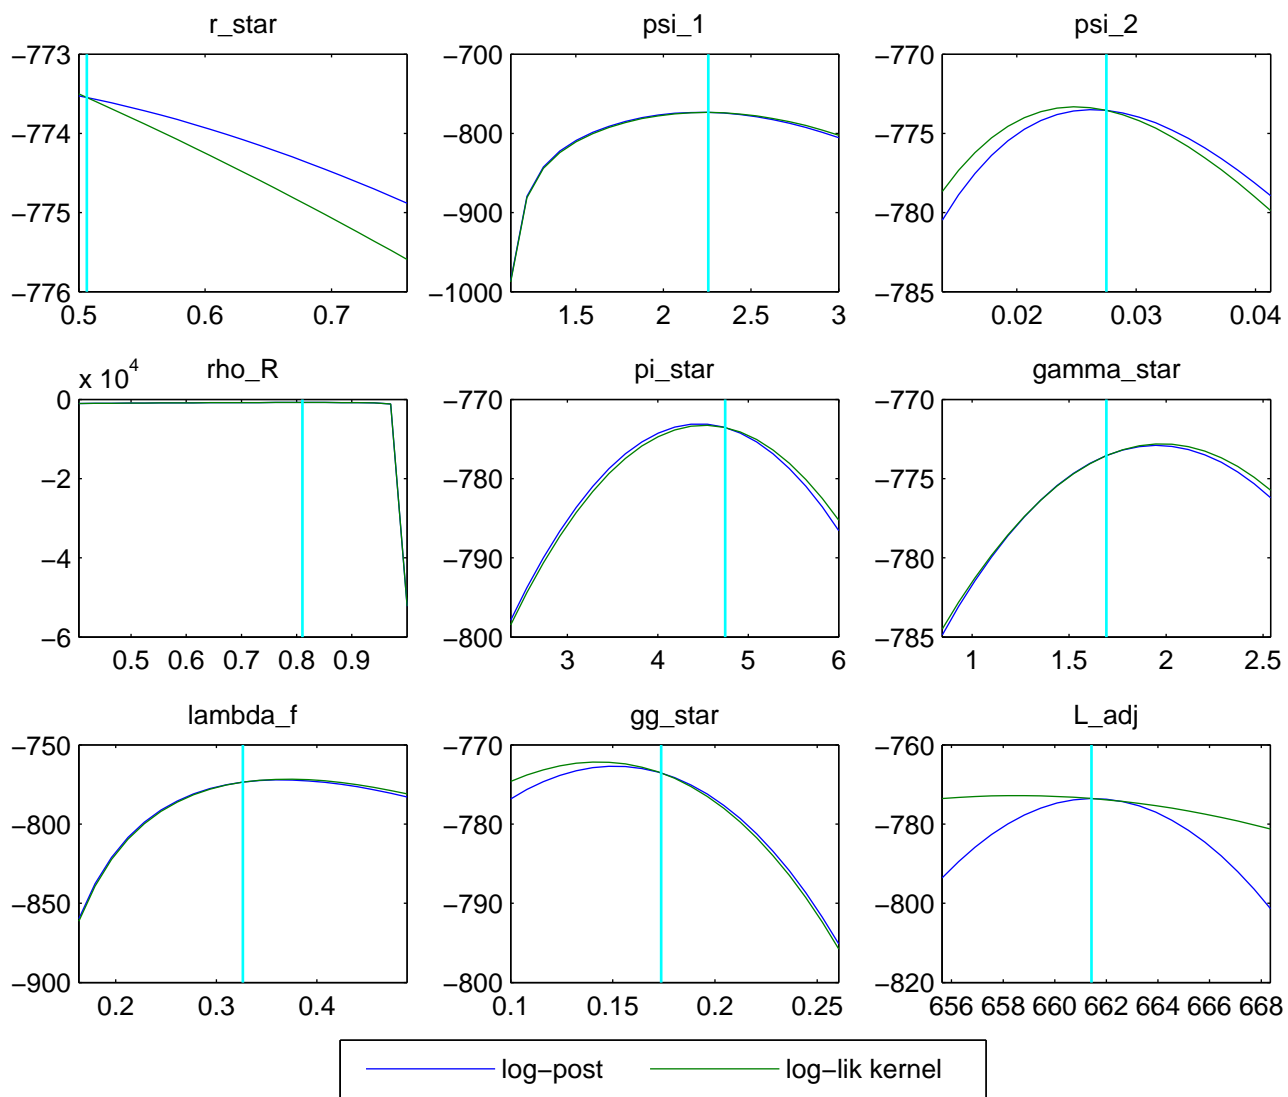 r_star
−773
−774
−775
−776
0.5 0.6 0.7
psi_1
−700
−800
−900
−1000
1.5 2 2.5 3
psi_2
−770
−775
−780
−785
0.02 0.03 0.04
rho_R
x 10^4
0
−2
−4
−6
0.5 0.6 0.7 0.8 0.9
pi_star
−770
−780
−790
−800
3 4 5 6
gamma_star
−770
−775
−780
−785
1 1.5 2 2.5
lambda_f
−750
−800
−850
−900
0.2 0.3 0.4
gg_star
−770
−780
−790
−800
0.1 0.15 0.2 0.25
L_adj
−760
−780
−800
−820
656 658 660 662 664 666 668
log−post log−lik kernel